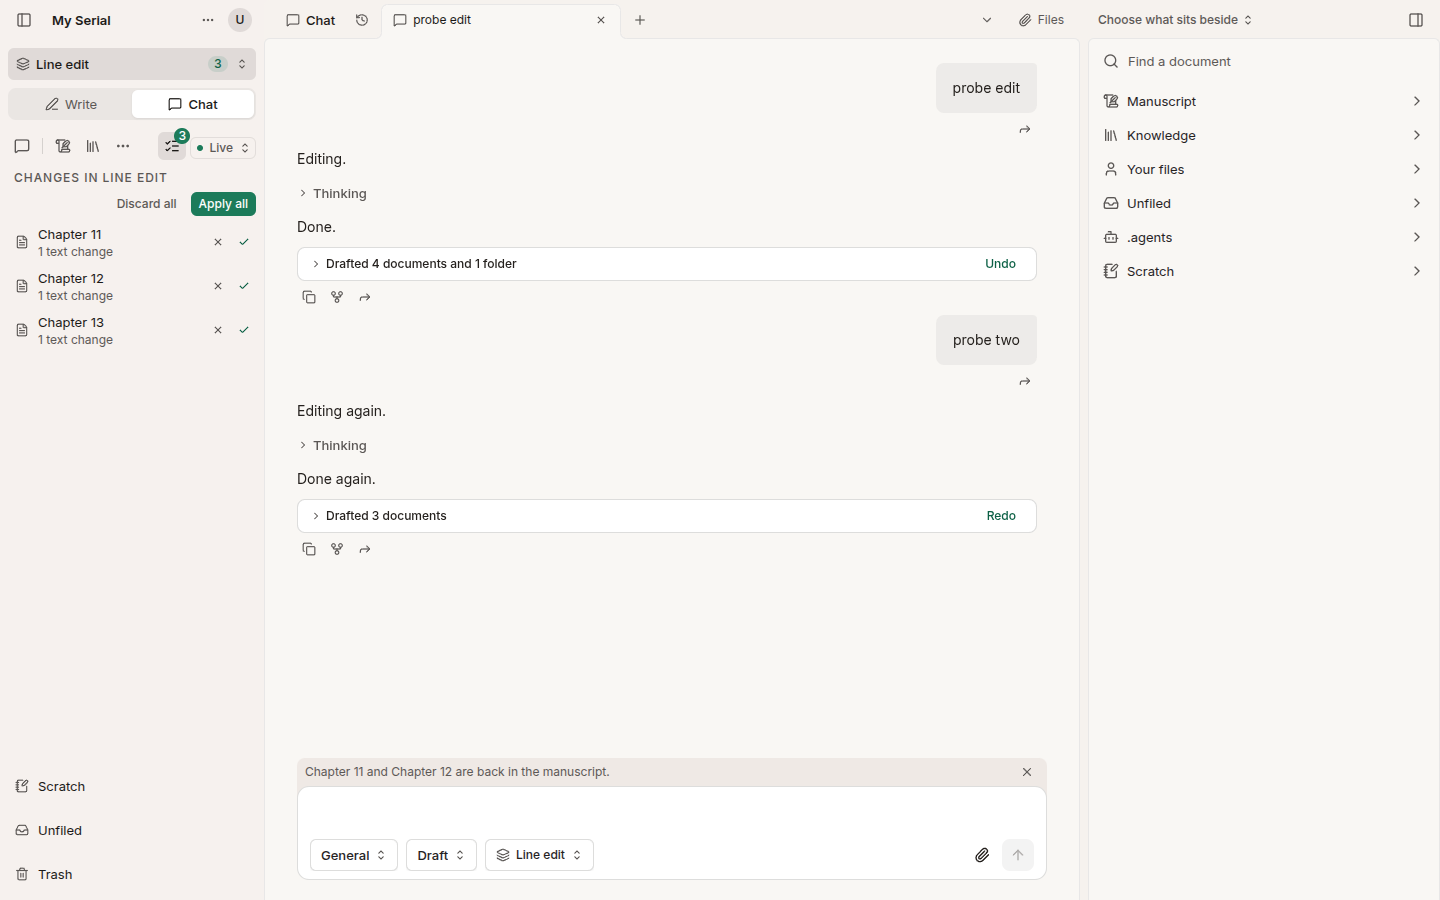 My Serial
U
Line edit
3
Write
Chat
3
Live
CHANGES IN LINE EDIT
Discard all
Apply all
Chapter 11
1 text change
Chapter 12
1 text change
Chapter 13
1 text change
Scratch
Unfiled
Trash
Chat
probe edit
Files
probe edit
Editing.
Thinking
Done.
Drafted 4 documents and 1 folder
Undo
probe two
Editing again.
Thinking
Done again.
Drafted 3 documents
Redo
Chapter 11 and Chapter 12 are back in the manuscript.
General
Draft
Line edit
Choose what sits beside
Find a document
Manuscript
Knowledge
Your files
Unfiled
.agents
Scratch